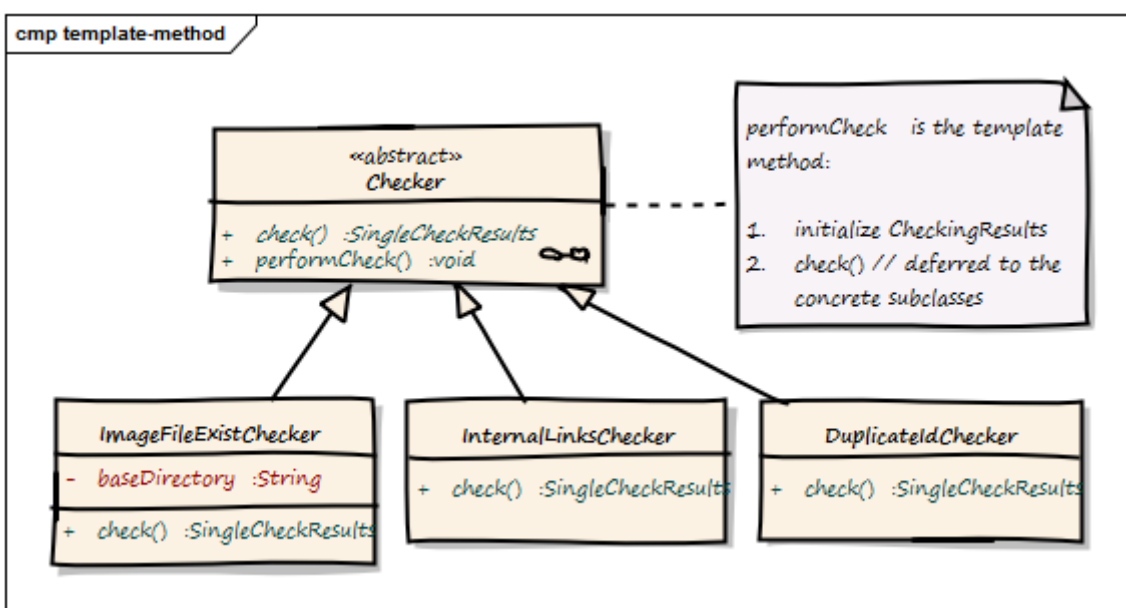 cmp template-method
«abstract»
Checker
+ check() :SingleCheckResults
+ performCheck() :void
performCheck is the template
method:
1. initialize CheckingResults
2. check() // deferred to the
concrete subclasses
ImageFileExistChecker
- baseDirectory :String
+ check() :SingleCheckResults
InternalLinksChecker
+ check() :SingleCheckResults
DuplicateIdChecker
+ check() :SingleCheckResults